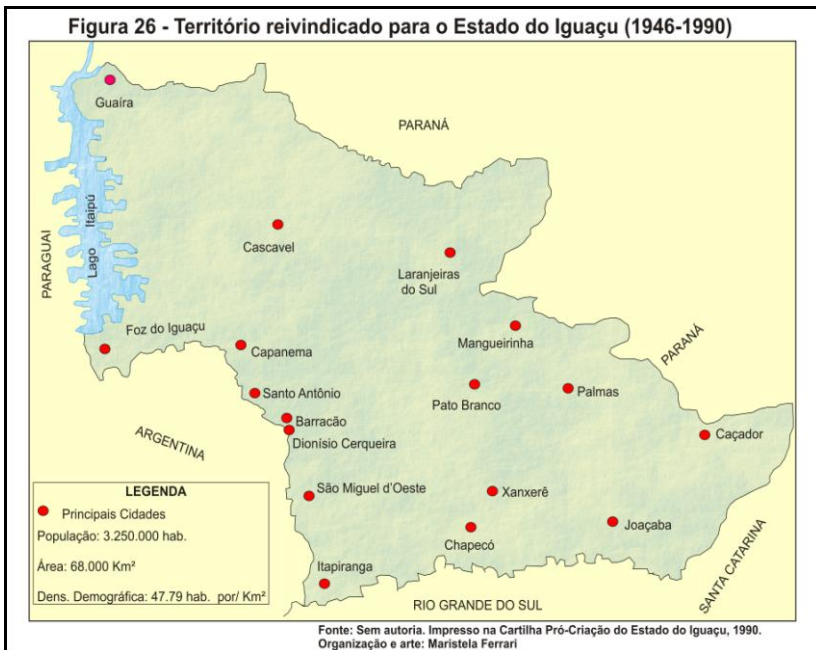 Figura 26 - Território reivindicado para o Estado do Iguaçu (1946-1990)
Guaíra
PARANÁ
Lago Itaipú
PARAGUAI
Cascavel
Laranjeiras
do Sul
Foz do Iguaçu
Capanema
Mangueirinha
PARANÁ
Santo Antônio
Pato Branco
Palmas
Barracão
Dionísio Cerqueira
ARGENTINA
Caçador
São Miguel d'Oeste
Xanxerê
Chapecó
Joaçaba
Itapiranga
SANTA CATARINA
RIO GRANDE DO SUL
LEGENDA
Principais Cidades
População: 3.250.000 hab.
Área: 68.000 Km²
Dens. Demográfica: 47.79 hab. por/ Km²
Fonte: Sem autoria. Impresso na Cartilha Pró-Criação do Estado do Iguaçu, 1990.
Organização e arte: Maristela Ferrari